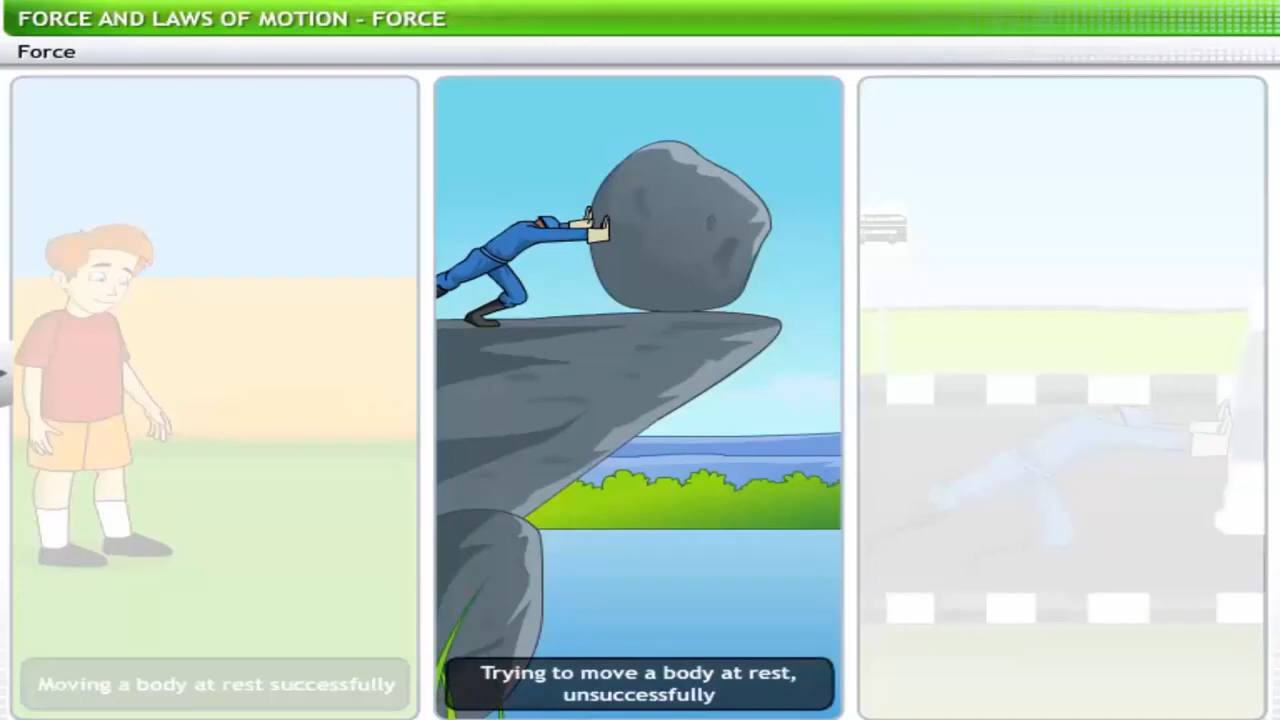 FORCE AND LAWS OF MOTION - FORCE
Force
Moving a body at rest successfully
Trying to move a body at rest,
unsuccessfully